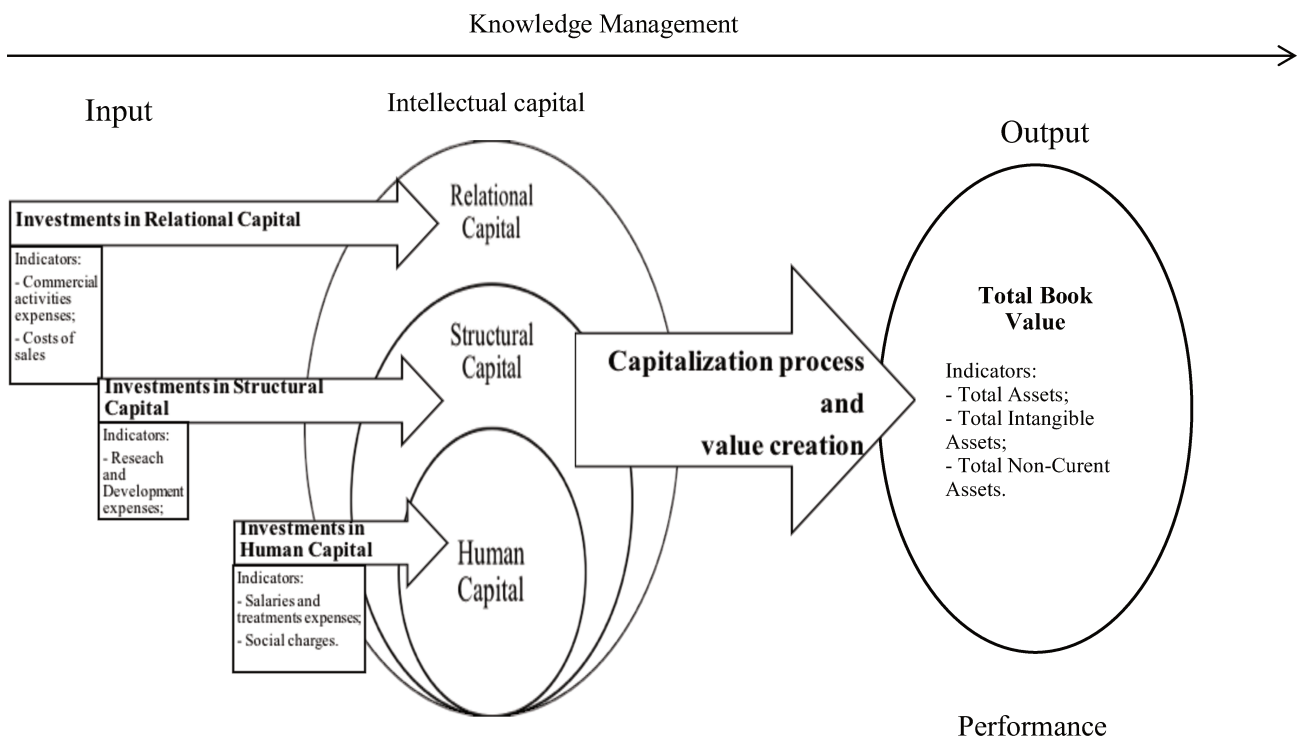 Knowledge Management
Input
Intellectual capital
Output
Investments in Relational Capital
Indicators:
- Commercial
activities
expenses;
- Costs of
sales
Relational
Capital
Investments in Structural
Capital
Indicators:
- Reseach
and
Development
expenses;
Structural
Capital
Investments in
Human Capital
Indicators:
- Salaries and
treatments expenses;
- Social charges.
Human
Capital
Capitalization process
and
value creation
Total Book
Value
Indicators:
- Total Assets;
- Total Intangible
Assets;
- Total Non-Curent
Assets.
Performance